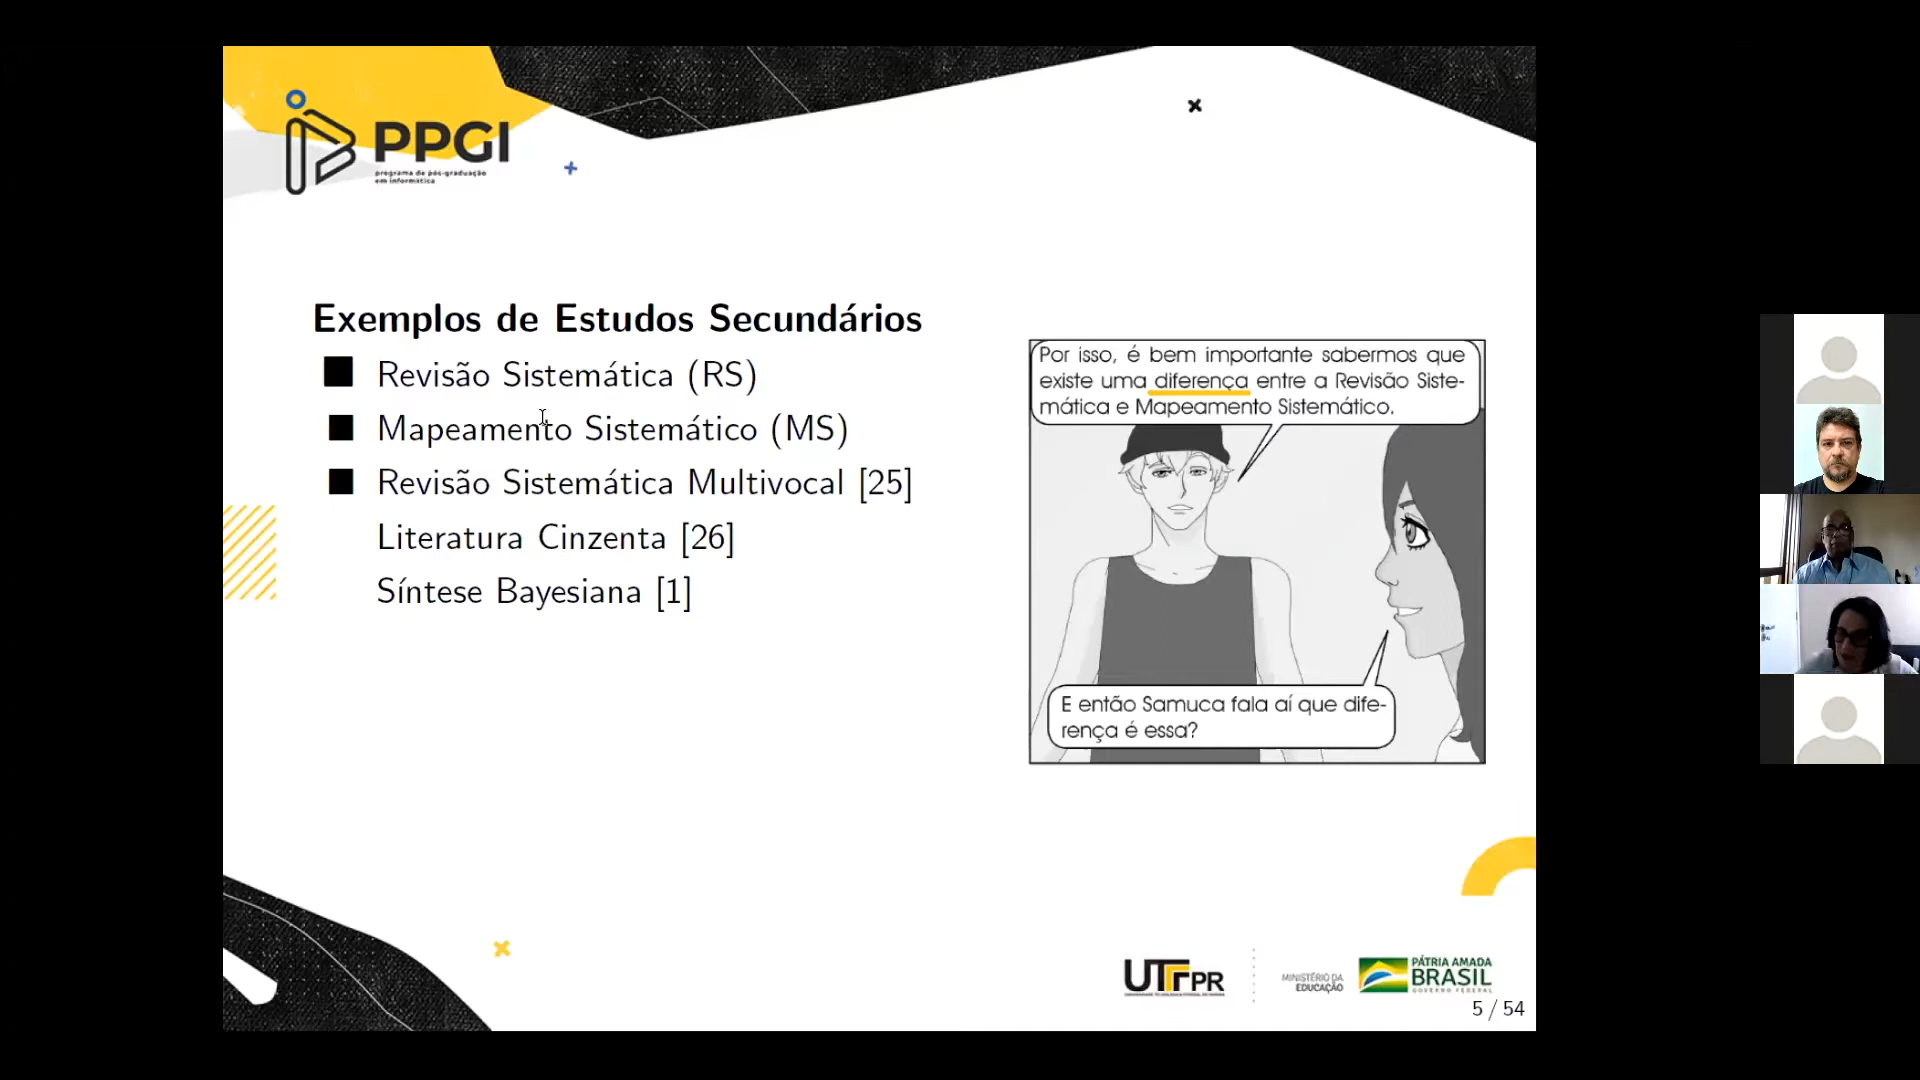 PPGI
programa de pós-graduação
em informática
Exemplos de Estudos Secundários
Revisão Sistemática (RS)
Mapeamento Sistemático (MS)
Revisão Sistemática Multivocal [25]
Literatura Cinzenta [26]
Síntese Bayesiana [1]
Por isso, é bem importante sabermos que
existe uma diferença entre a Revisão Siste-
mática e Mapeamento Sistemático.
E então Samuca fala aí que dife-
rença é essa?
UTFPR
MINISTÉRIO DA
EDUCAÇÃO
PÁTRIA AMADA
BRASIL
GOVERNO FEDERAL
5 / 54